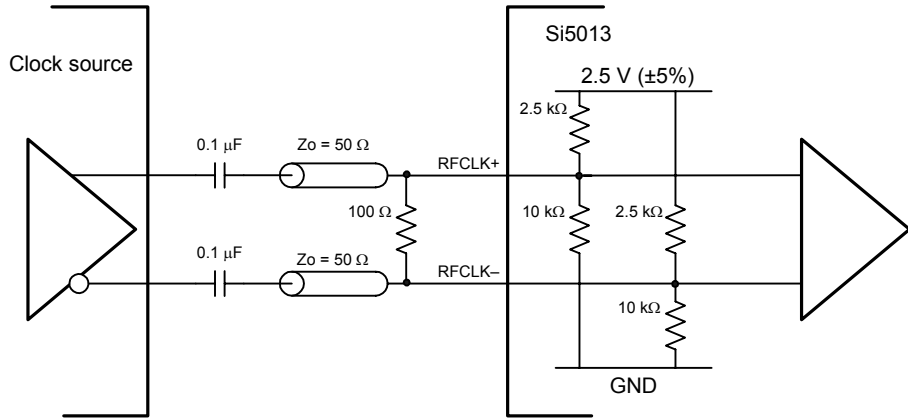 Si5013
Clock source
2.5 V (±5%)
2.5 kΩ
0.1 μF
Zo = 50 Ω
RFCLK+
100 Ω
10 kΩ
2.5 kΩ
0.1 μF
Zo = 50 Ω
RFCLK–
10 kΩ
GND